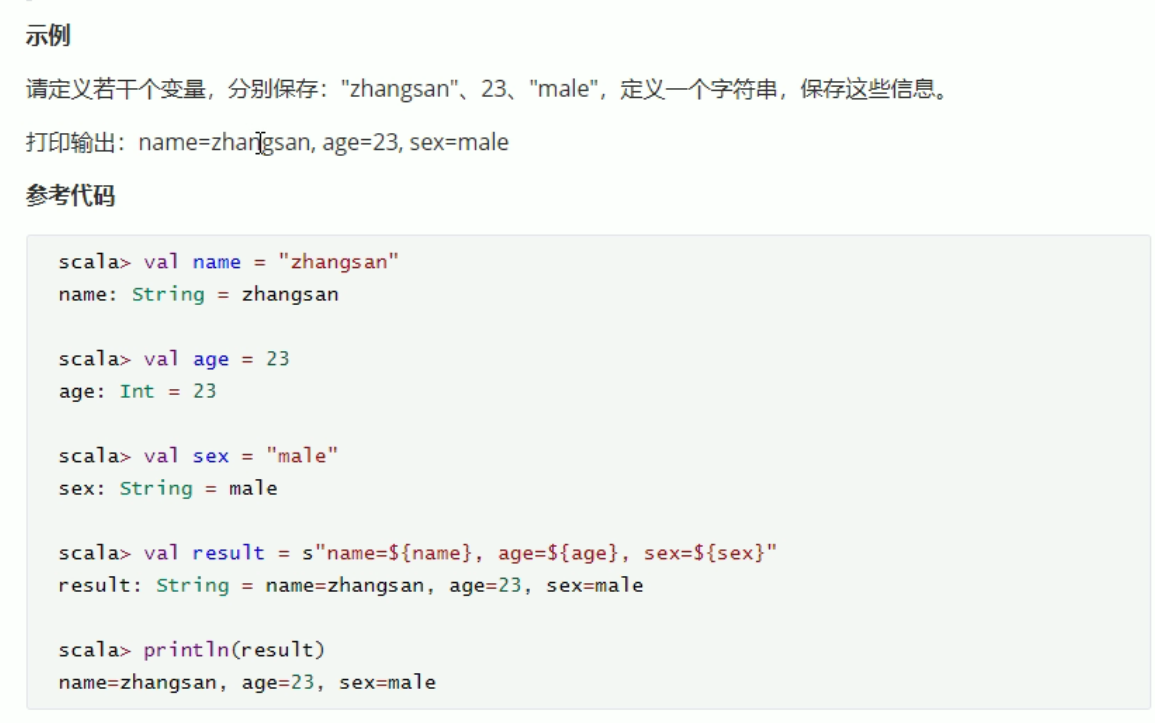 示例
请定义若干个变量，分别保存："zhangsan"、23、"male"，定义一个字符串，保存这些信息。
打印输出：name=zhangsan, age=23, sex=male
参考代码
scala> val name = "zhangsan"
name: String = zhangsan
scala> val age = 23
age: Int = 23
scala> val sex = "male"
sex: String = male
scala> val result = s"name=${name}, age=${age}, sex=${sex}"
result: String = name=zhangsan, age=23, sex=male
scala> println(result)
name=zhangsan, age=23, sex=male